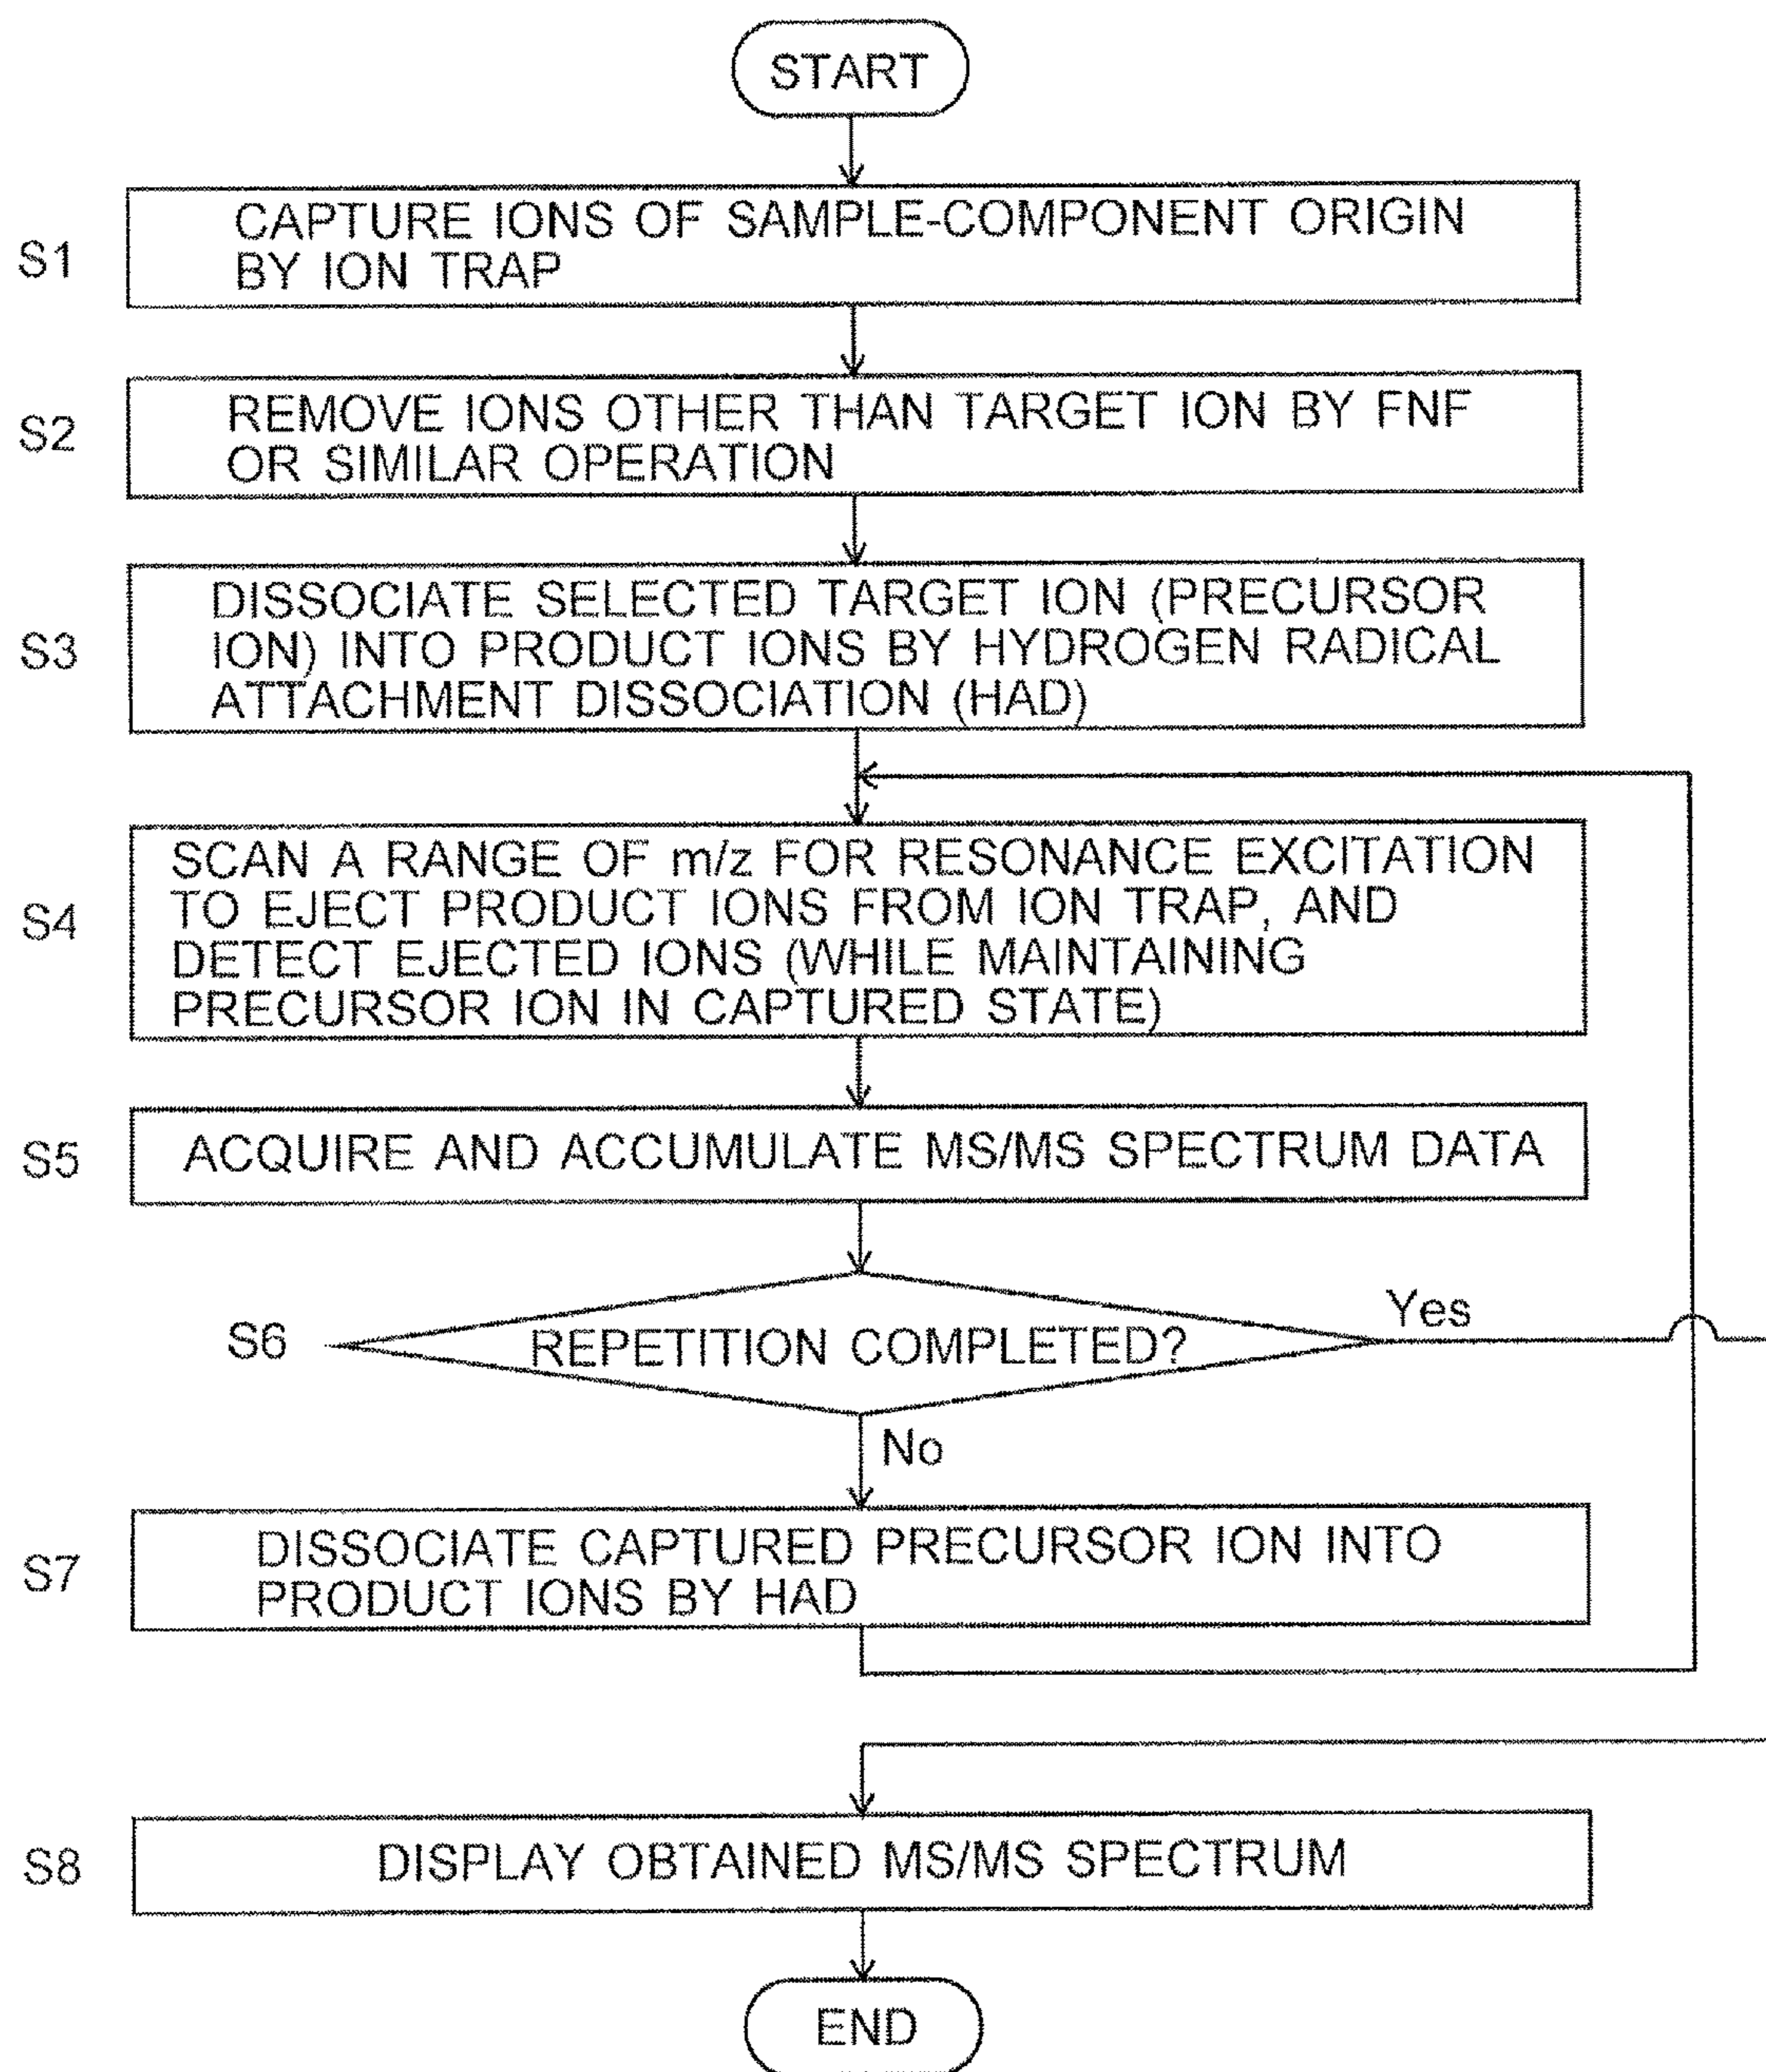 START
S1
CAPTURE IONS OF SAMPLE-COMPONENT ORIGIN
BY ION TRAP
S2
REMOVE IONS OTHER THAN TARGET ION BY FNF
OR SIMILAR OPERATION
S3
DISSOCIATE SELECTED TARGET ION (PRECURSOR
ION) INTO PRODUCT IONS BY HYDROGEN RADICAL
ATTACHMENT DISSOCIATION (HAD)
S4
SCAN A RANGE OF m/z FOR RESONANCE EXCITATION
TO EJECT PRODUCT IONS FROM ION TRAP, AND
DETECT EJECTED IONS (WHILE MAINTAINING
PRECURSOR ION IN CAPTURED STATE)
S5
ACQUIRE AND ACCUMULATE MS/MS SPECTRUM DATA
S6
REPETITION COMPLETED?
Yes
No
S7
DISSOCIATE CAPTURED PRECURSOR ION INTO
PRODUCT IONS BY HAD
S8
DISPLAY OBTAINED MS/MS SPECTRUM
END